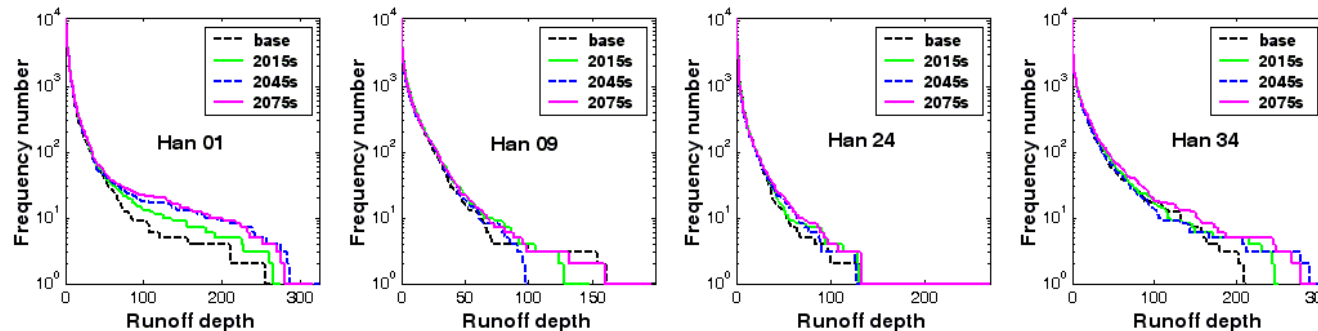 Frequency number
10^4
10^3
10^2
10^1
10^0
base
2015s
2045s
2075s
Han 01
0 100 200 300
Runoff depth
Frequency number
10^4
10^3
10^2
10^1
10^0
base
2015s
2045s
2075s
Han 09
0 50 100 150
Runoff depth
Frequency number
10^4
10^3
10^2
10^1
10^0
base
2015s
2045s
2075s
Han 24
0 100 200
Runoff depth
Frequency number
10^4
10^3
10^2
10^1
10^0
base
2015s
2045s
2075s
Han 34
0 100 200
Runoff depth